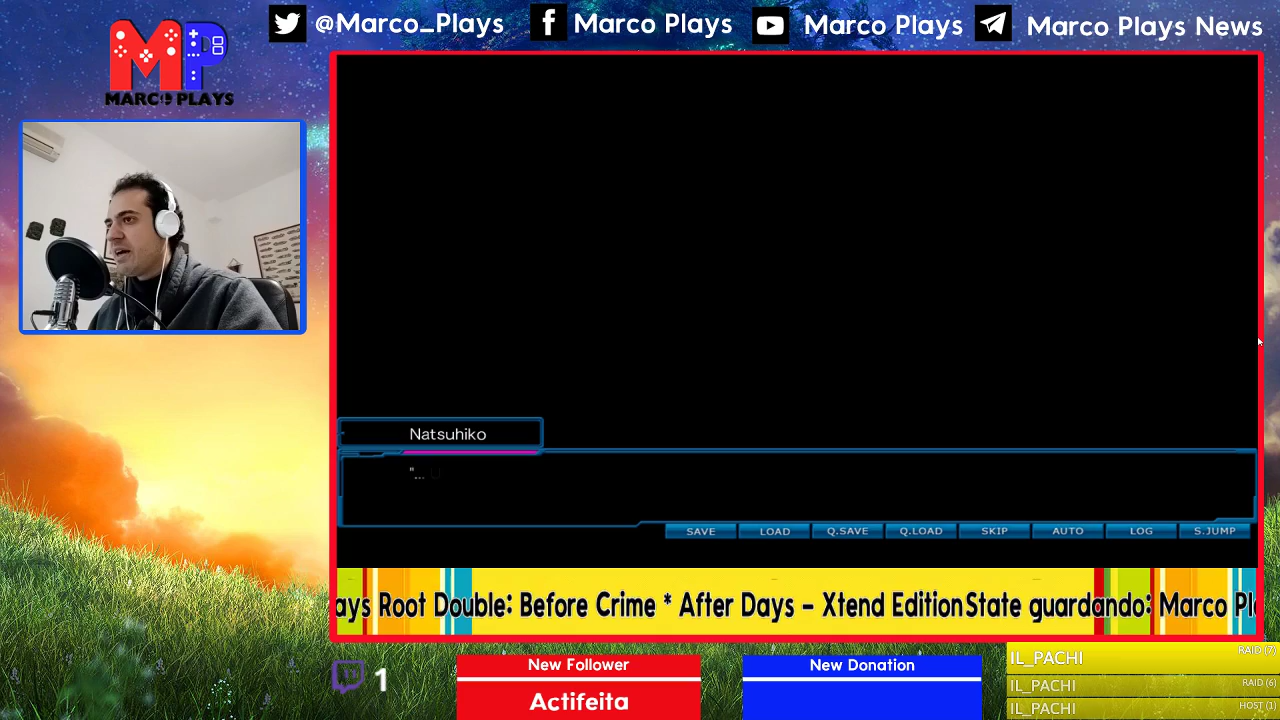 @Marco_Plays
Marco Plays
Marco Plays
Marco Plays News
MP
MARCO PLAYS
Natsuhiko
"...
SAVE
LOAD
Q.SAVE
Q.LOAD
SKIP
AUTO
LOG
S.JUMP
ays Root Double: Before Crime * After Days - Xtend EditionState guardando: Marco Pl
1
New Follower
Actifeita
New Donation
IL_PACHI
RAID (7)
IL_PACHI
RAID (6)
IL_PACHI
HOST (1)